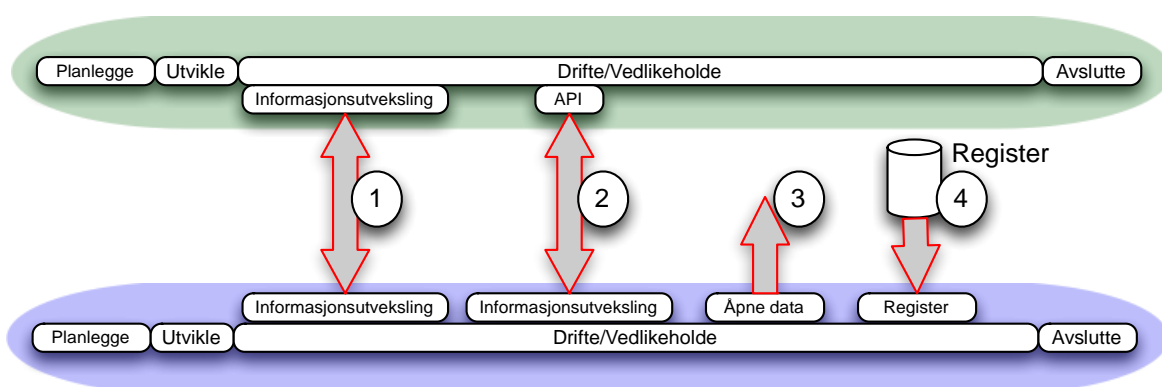 Planlegge Utvikle Drifte/Vedlikeholde Avslutte
Informasjonsutveksling API
Register
1 2 3 4
Informasjonsutveksling Informasjonsutveksling Åpne data Register
Planlegge Utvikle Drifte/Vedlikeholde Avslutte